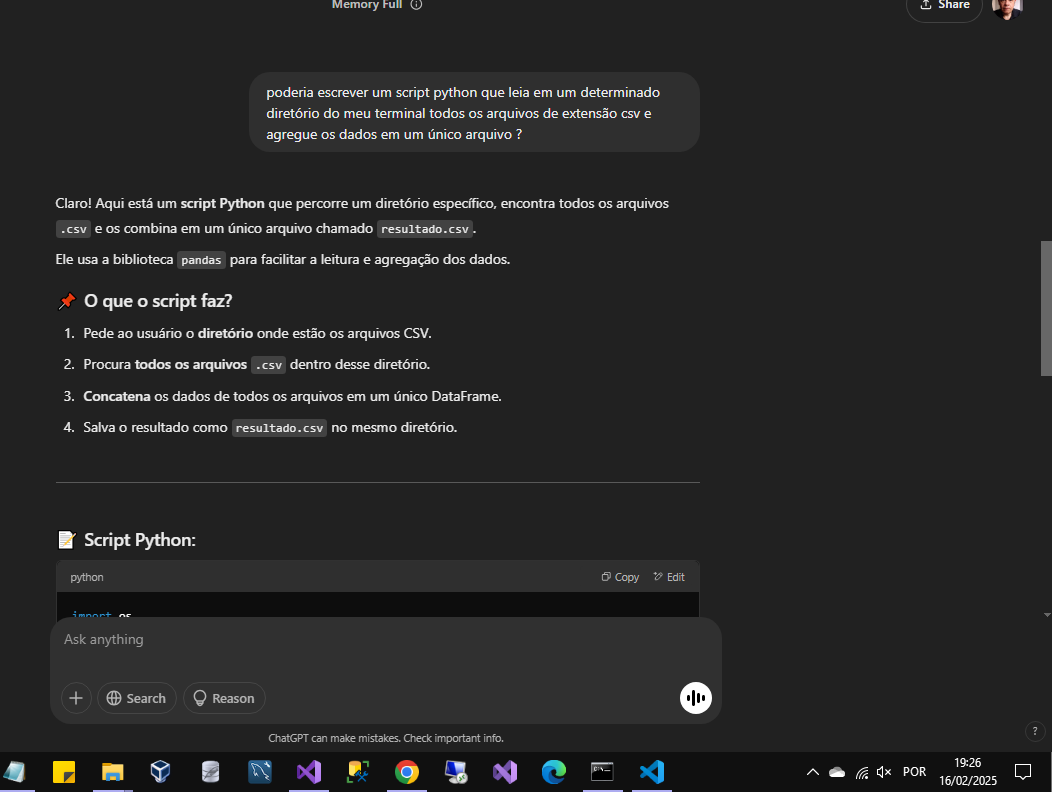 Memory Full
Share
poderia escrever um script python que leia em um determinado
diretório do meu terminal todos os arquivos de extensão csv e
agregue os dados em um único arquivo ?
Claro! Aqui está um script Python que percorre um diretório específico, encontra todos os arquivos
.csv e os combina em um único arquivo chamado resultado.csv.
Ele usa a biblioteca pandas para facilitar a leitura e agregação dos dados.
📌 O que o script faz?
1. Pede ao usuário o diretório onde estão os arquivos CSV.
2. Procura todos os arquivos .csv dentro desse diretório.
3. Concatena os dados de todos os arquivos em um único DataFrame.
4. Salva o resultado como resultado.csv no mesmo diretório.
📝 Script Python:
python
Copy
Edit
import os
Ask anything
Search
Reason
ChatGPT can make mistakes. Check important info.
?
POR
19:26
16/02/2025